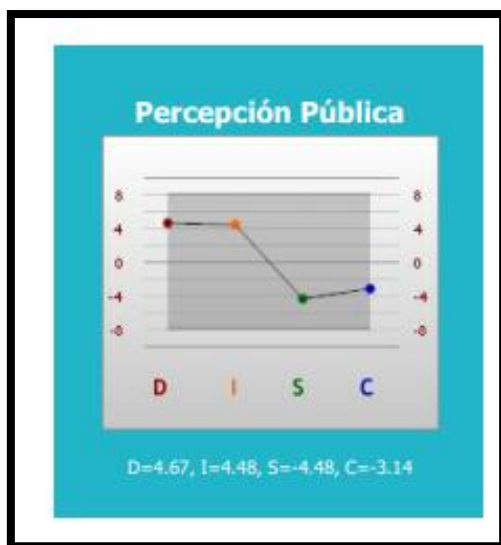 Percepción Pública
8 8
4 4
0 0
-4 -4
-8 -8
D I S C
D=4.67, I=4.48, S=-4.48, C=-3.14